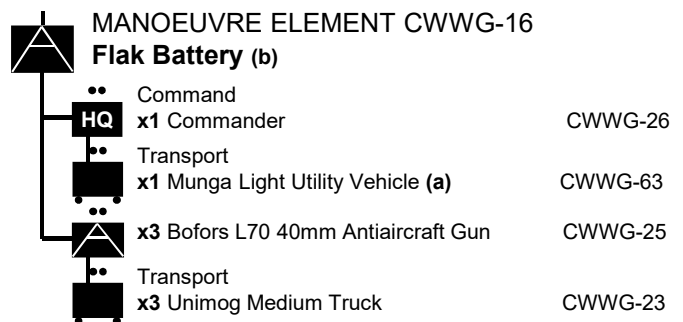 MANOEUVRE ELEMENT CWWG-16
Flak Battery (b)
Command
HQ x1 Commander CWWG-26
Transport
x1 Munga Light Utility Vehicle (a) CWWG-63
x3 Bofors L70 40mm Antiaircraft Gun CWWG-25
Transport
x3 Unimog Medium Truck CWWG-23